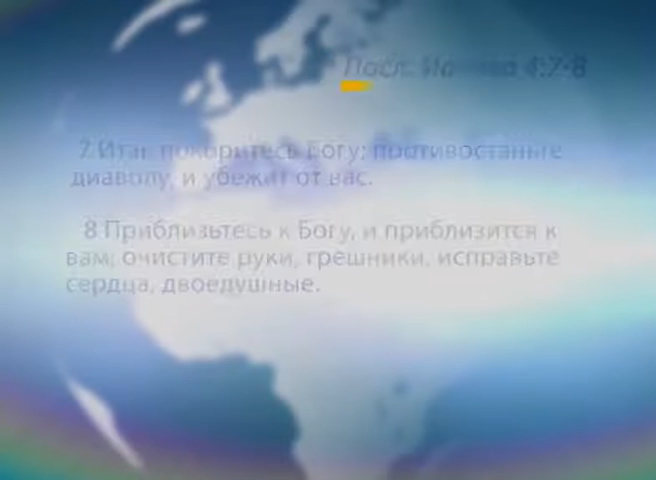 Посл. Иакова 4:7-8
7 Итак покоритесь Богу; противостаньте
диаволу, и убежит от вас.
8 Приблизьтесь к Богу, и приблизится к
вам; очистите руки, грешники, исправьте
сердца, двоедушные.